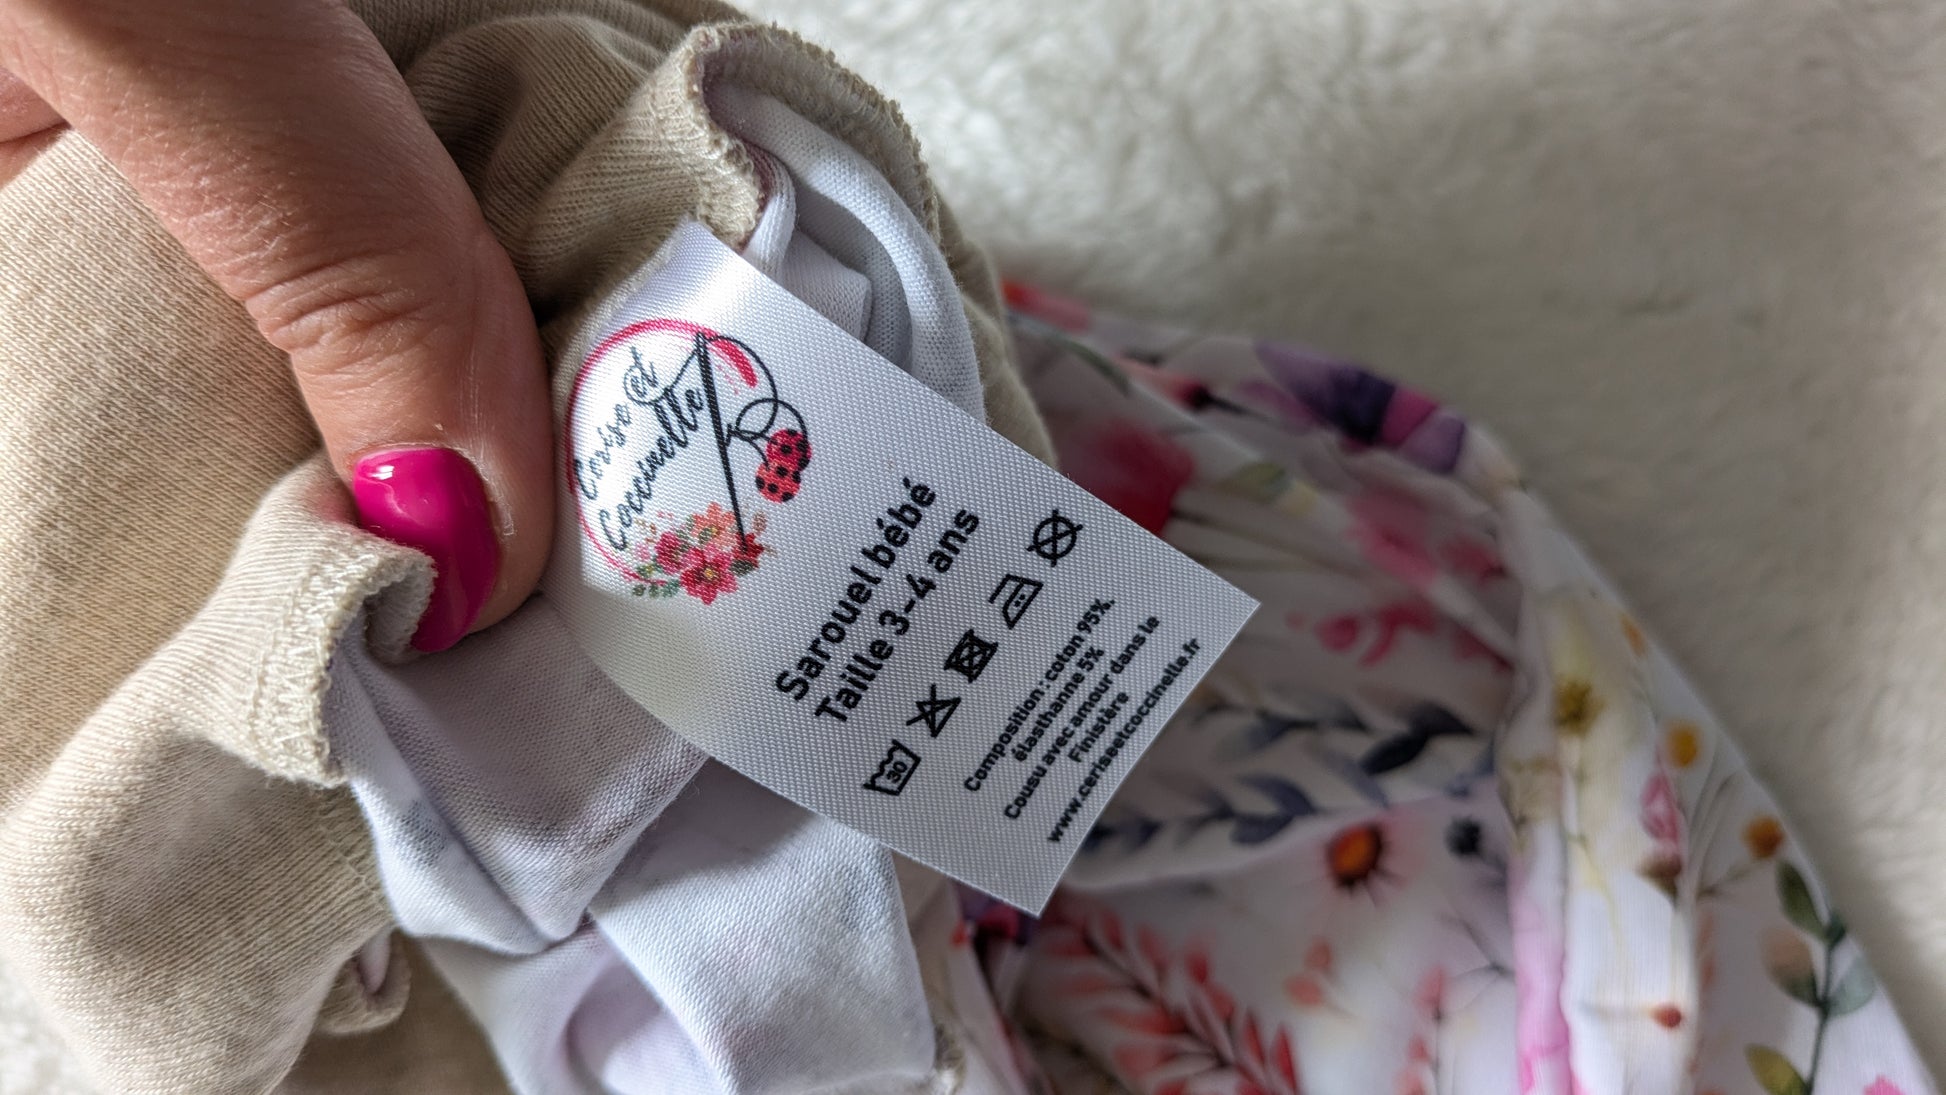 Cerise et
Coccinelle
Sarouel bébé
Taille 3-4 ans
30
Composition : coton 95%
élasthanne 5%
Cousu avec amour dans le
Finistère
www.ceriseetcoccinelle.fr